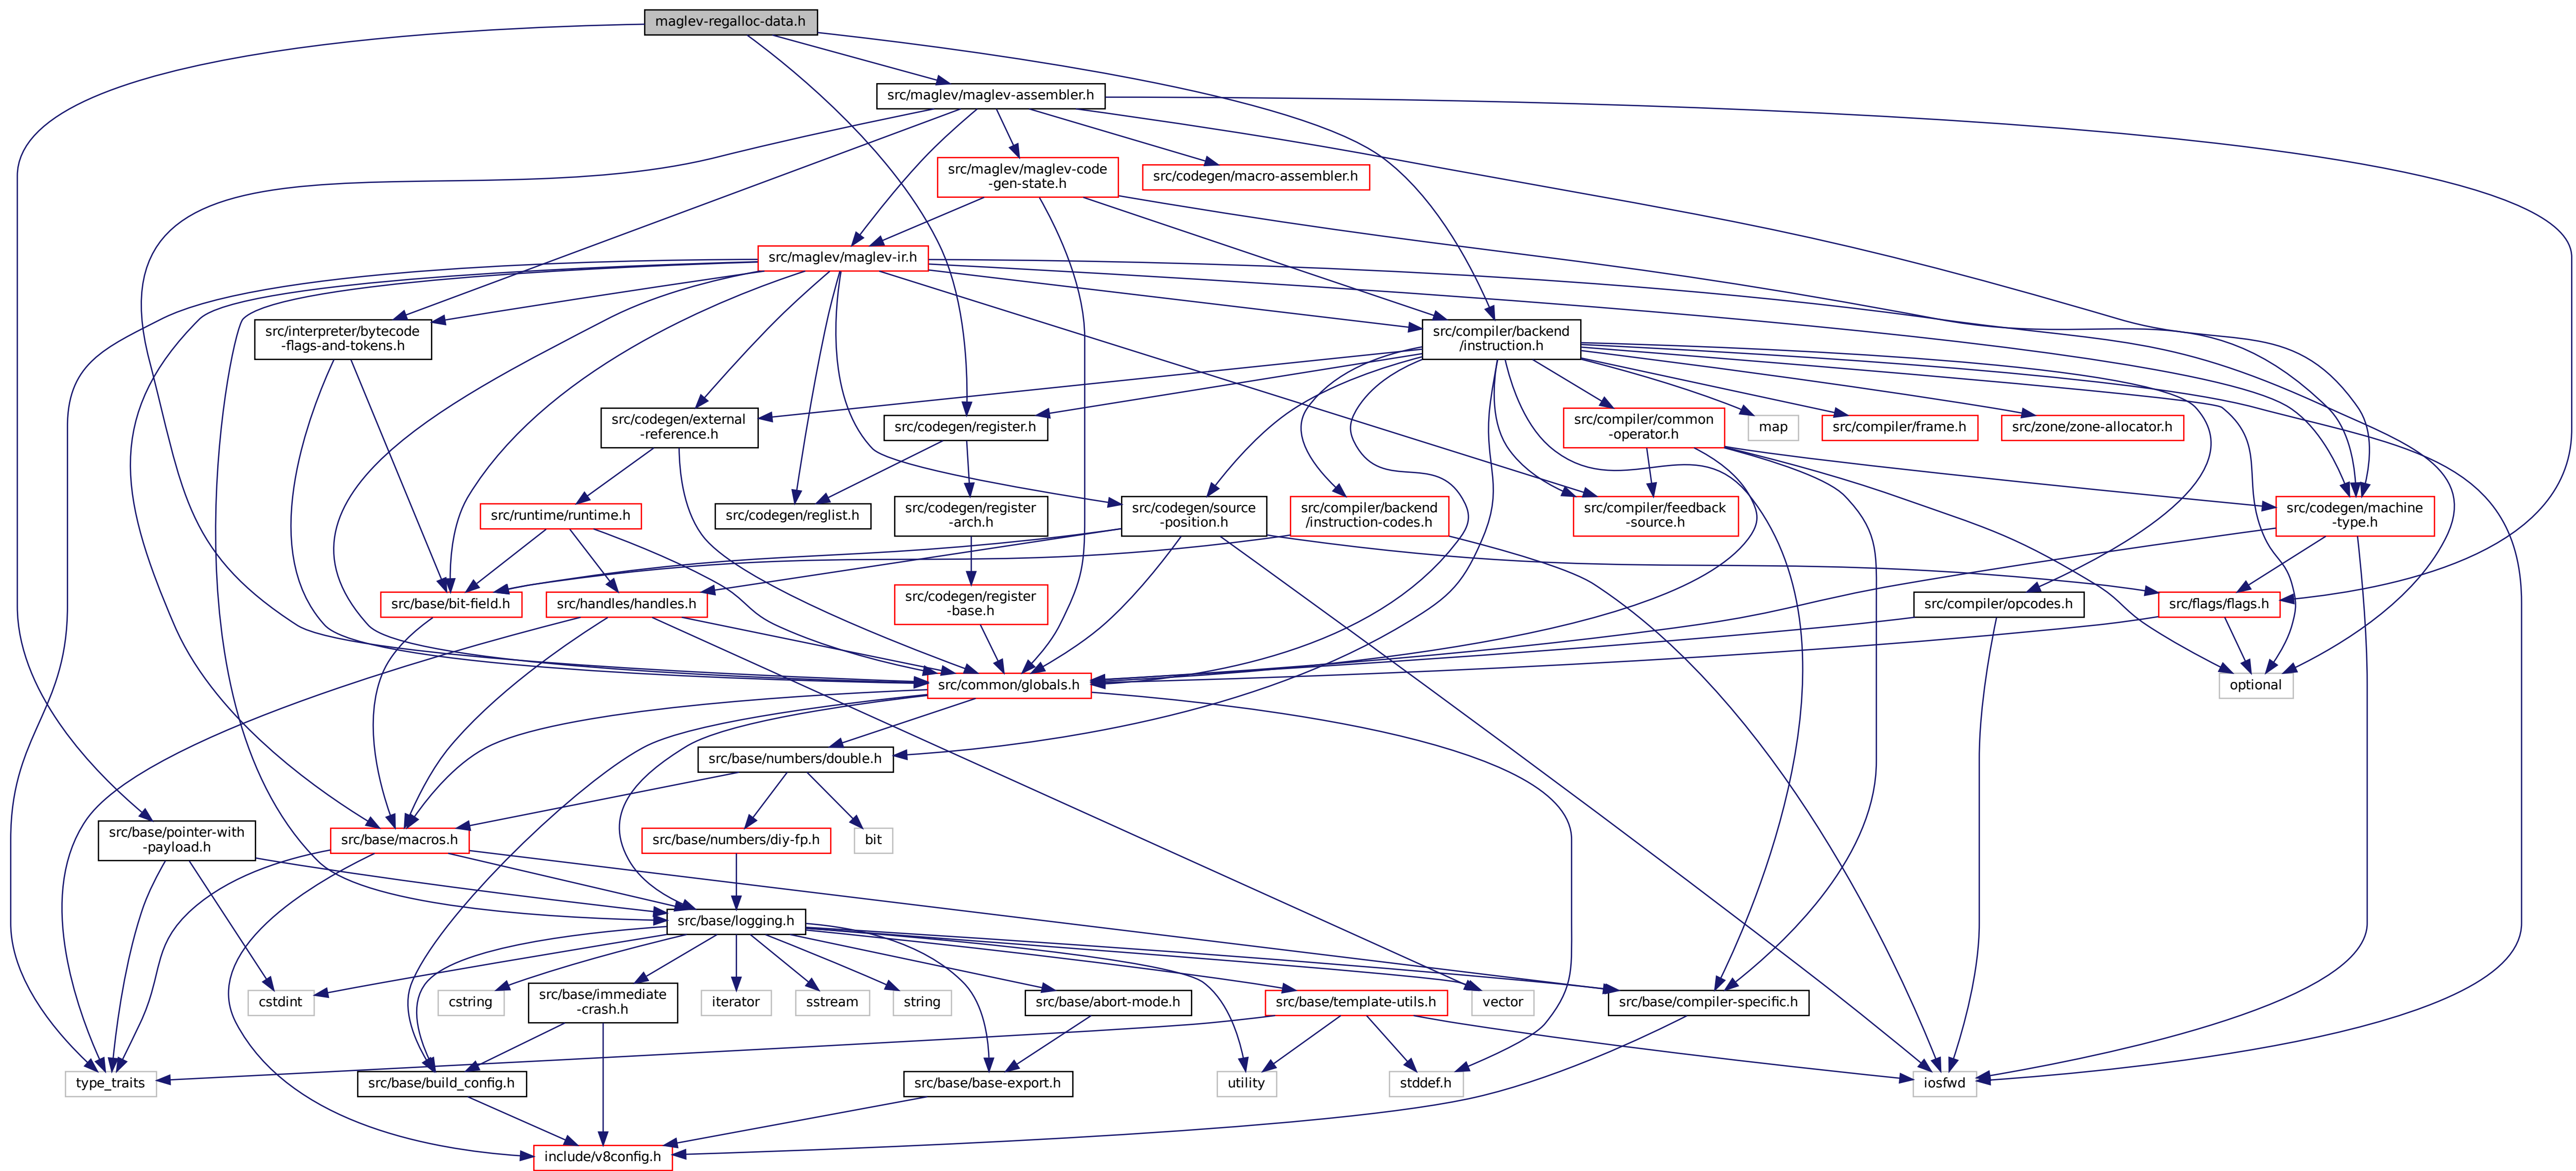 maglev-regalloc-data.h
src/maglev/maglev-assembler.h
src/maglev/maglev-code
-gen-state.h
src/codegen/macro-assembler.h
src/maglev/maglev-ir.h
src/interpreter/bytecode
-flags-and-tokens.h
src/compiler/backend
/instruction.h
src/codegen/external
-reference.h
src/codegen/register.h
src/compiler/common
-operator.h
map
src/compiler/frame.h
src/zone/zone-allocator.h
src/runtime/runtime.h
src/codegen/reglist.h
src/codegen/register
-arch.h
src/codegen/source
-position.h
src/compiler/backend
/instruction-codes.h
src/compiler/feedback
-source.h
src/codegen/machine
-type.h
src/base/bit-field.h
src/handles/handles.h
src/codegen/register
-base.h
src/compiler/opcodes.h
src/flags/flags.h
src/common/globals.h
optional
src/base/numbers/double.h
src/base/pointer-with
-payload.h
src/base/macros.h
src/base/numbers/diy-fp.h
bit
src/base/logging.h
cstdint
cstring
src/base/immediate
-crash.h
iterator
sstream
string
src/base/abort-mode.h
src/base/template-utils.h
vector
src/base/compiler-specific.h
type_traits
src/base/build_config.h
src/base/base-export.h
utility
stddef.h
iosfwd
include/v8config.h